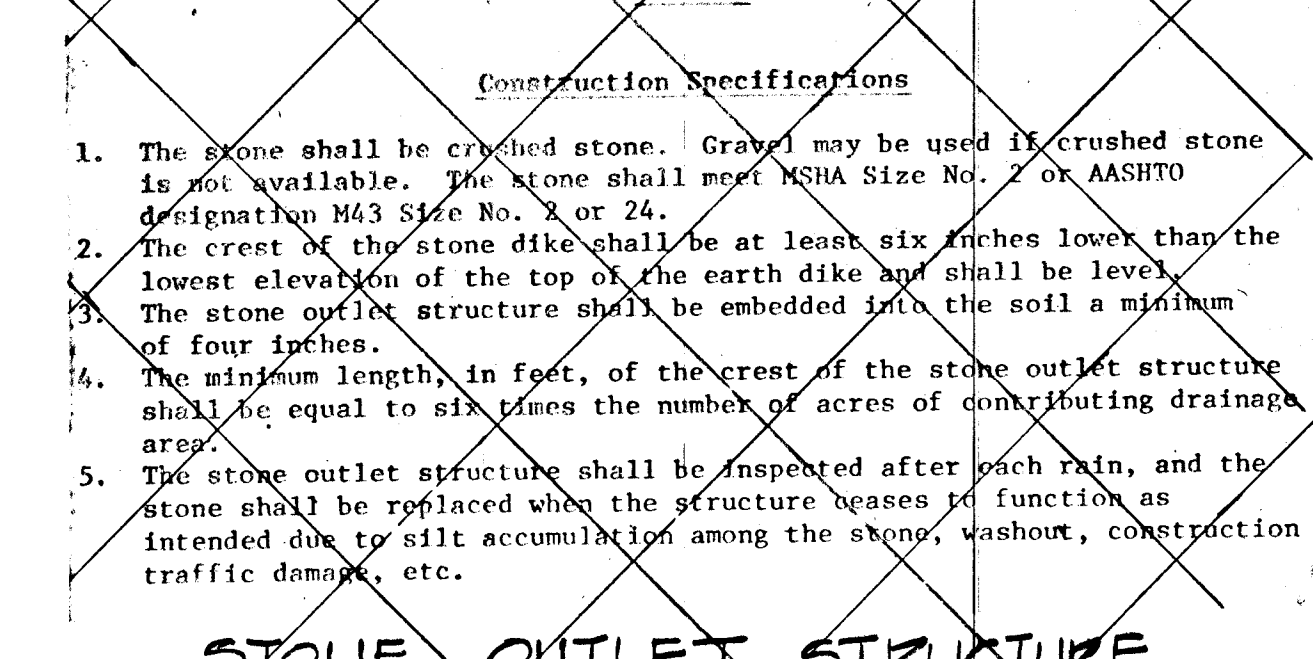 Construction Specifications
1. The stone shall be crushed stone. Gravel may be used if crushed stone
is not available. The stone shall meet MSHA Size No. 2 or AASHTO
designation M43 Size No. 2 or 24.
2. The crest of the stone dike shall be at least six inches lower than the
lowest elevation of the top of the earth dike and shall be level.
3. The stone outlet structure shall be embedded into the soil a minimum
of four inches.
4. The minimum length, in feet, of the crest of the stone outlet structure
shall be equal to six times the number of acres of contributing drainage
area.
5. The stone outlet structure shall be inspected after each rain, and the
stone shall be replaced when the structure ceases to function as
intended due to silt accumulation among the stone, washout, construction
traffic damage, etc.
STONE OUTLET STRUCTURE